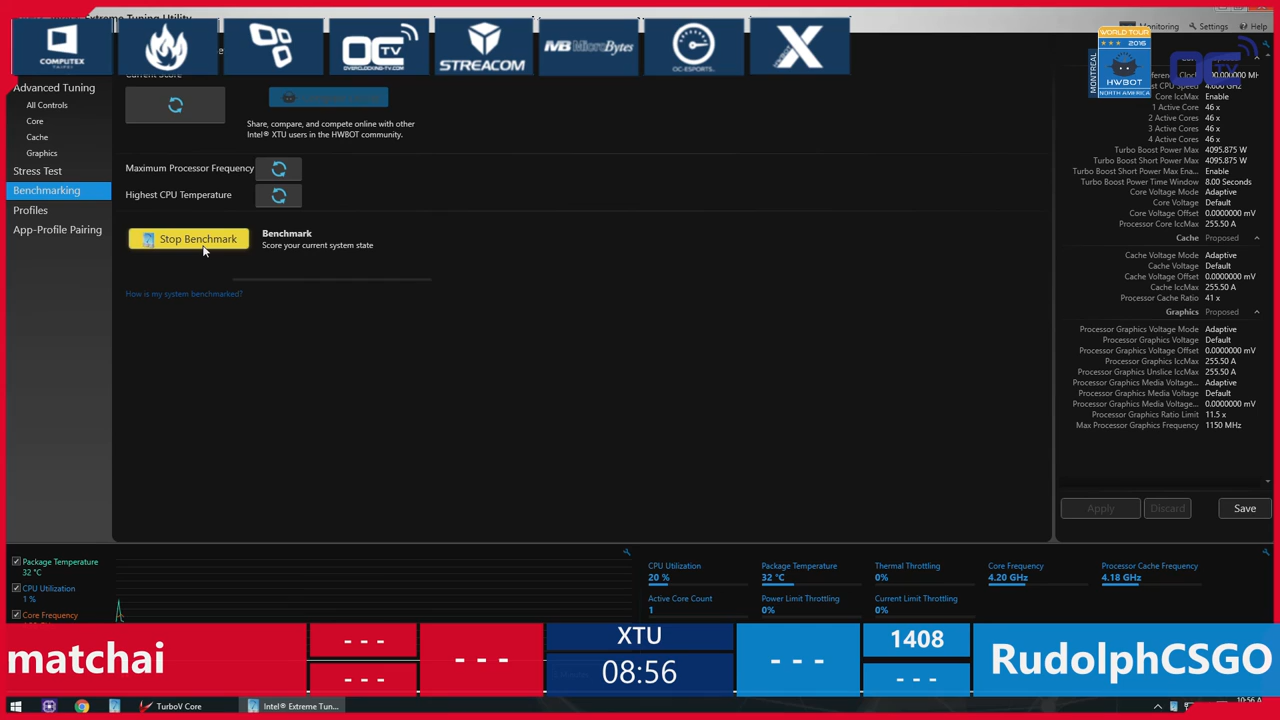 Extreme Tuning Utility
COMPUTEX
TAIPEI
OCTV
OVERCLOCKING-TV.COM
STREACOM
MB MicroBytes
OC-ESPORTS
X
Monitoring
Settings
Help
WORLD TOUR
2016
MONTREAL
HWBOT
NORTH AMERICA
OCTV
Advanced Tuning
All Controls
Core
Cache
Graphics
Stress Test
Benchmarking
Profiles
App-Profile Pairing
Current Score
Share, compare, and compete online with other
Intel® XTU users in the HWBOT community.
Maximum Processor Frequency
Highest CPU Temperature
Stop Benchmark
Benchmark
Score your current system state
How is my system benchmarked?
Core IccMax Enable
1 Active Core 46 x
2 Active Cores 46 x
3 Active Cores 46 x
4 Active Cores 46 x
Turbo Boost Power Max 4095.875 W
Turbo Boost Short Power Max 4095.875 W
Turbo Boost Short Power Max Ena... Enable
Turbo Boost Power Time Window 8.00 Seconds
Core Voltage Mode Adaptive
Core Voltage Default
Core Voltage Offset 0.0000000 mV
Processor Core IccMax 255.50 A
Cache Proposed
Cache Voltage Mode Adaptive
Cache Voltage Default
Cache Voltage Offset 0.0000000 mV
Cache IccMax 255.50 A
Processor Cache Ratio 41 x
Graphics Proposed
Processor Graphics Voltage Mode Adaptive
Processor Graphics Voltage Default
Processor Graphics Voltage Offset 0.0000000 mV
Processor Graphics IccMax 255.50 A
Processor Graphics Unslice IccMax 255.50 A
Processor Graphics Media Voltage... Adaptive
Processor Graphics Media Voltage... Default
Processor Graphics Media Voltage... 0.0000000 mV
Processor Graphics Ratio Limit 11.5 x
Max Processor Graphics Frequency 1150 MHz
Apply
Discard
Save
Package Temperature
32 °C
CPU Utilization
1 %
Core Frequency
CPU Utilization
20 %
Package Temperature
32 °C
Thermal Throttling
0%
Core Frequency
4.20 GHz
Processor Cache Frequency
4.18 GHz
Active Core Count
1
Power Limit Throttling
0%
Current Limit Throttling
0%
matchai
- - -
- - -
- - -
XTU
08:56
- - -
1408
- - -
RudolphCSGO
TurboV Core
Intel® Extreme Tun...